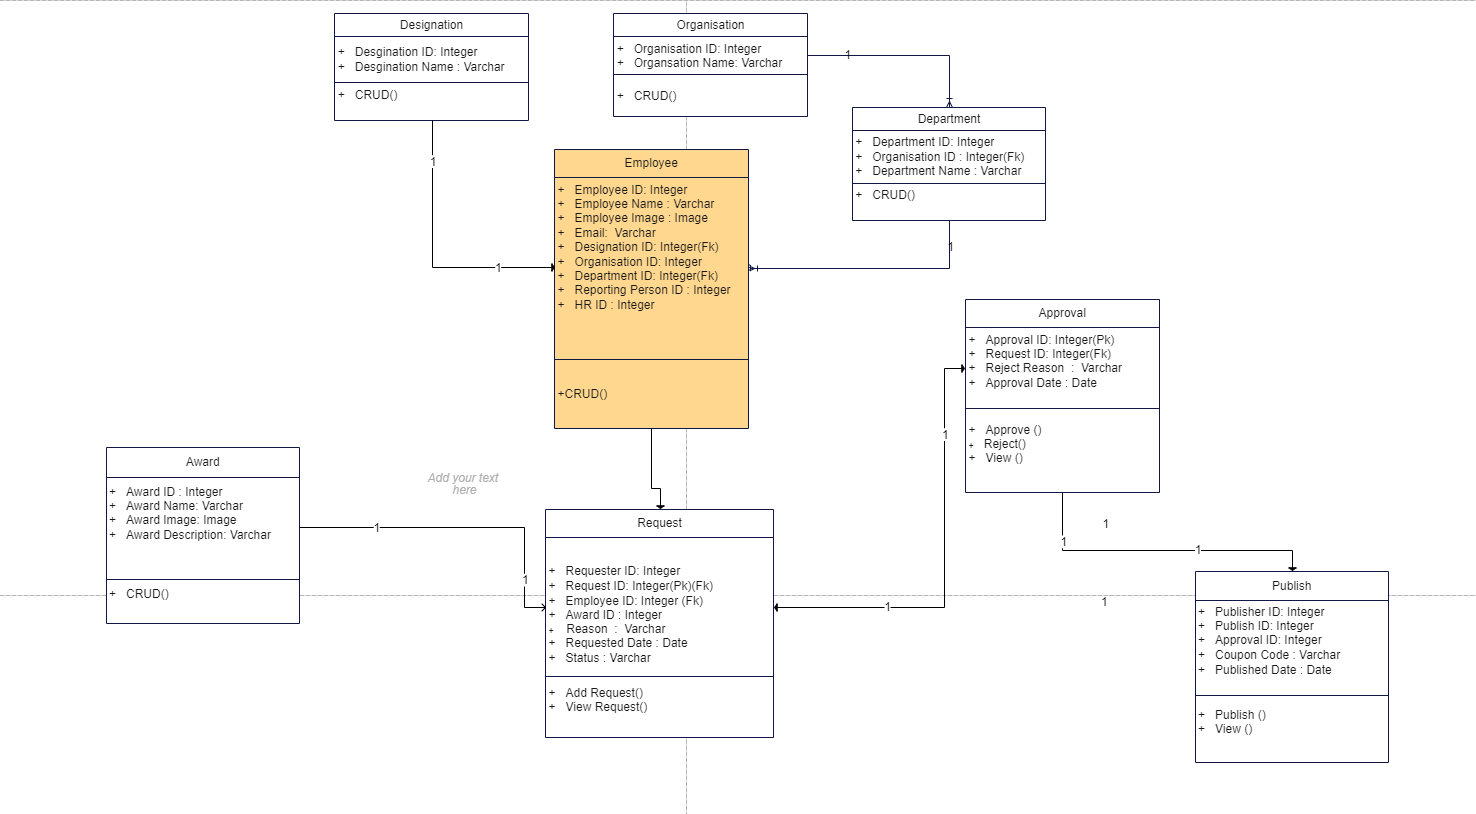 Designation
+ Desgination ID: Integer
+ Desgination Name : Varchar
+ CRUD()
Organisation
+ Organisation ID: Integer
+ Organsation Name: Varchar
+ CRUD()
1
Department
+ Department ID: Integer
+ Organisation ID : Integer(Fk)
+ Department Name : Varchar
+ CRUD()
1
1
1
Employee
+ Employee ID: Integer
+ Employee Name : Varchar
+ Employee Image : Image
+ Email: Varchar
+ Designation ID: Integer(Fk)
+ Organisation ID: Integer
+ Department ID: Integer(Fk)
+ Reporting Person ID : Integer
+ HR ID : Integer
+CRUD()
Approval
+ Approval ID: Integer(Pk)
+ Request ID: Integer(Fk)
+ Reject Reason : Varchar
+ Approval Date : Date
+ Approve ()
+ Reject()
+ View ()
1
1
1
1
1
1
Award
+ Award ID : Integer
+ Award Name: Varchar
+ Award Image: Image
+ Award Description: Varchar
+ CRUD()
Add your text
here
1
1
Request
+ Requester ID: Integer
+ Request ID: Integer(Pk)(Fk)
+ Employee ID: Integer (Fk)
+ Award ID : Integer
+ Reason : Varchar
+ Requested Date : Date
+ Status : Varchar
+ Add Request()
+ View Request()
Publish
+ Publisher ID: Integer
+ Publish ID: Integer
+ Approval ID: Integer
+ Coupon Code : Varchar
+ Published Date : Date
+ Publish ()
+ View ()